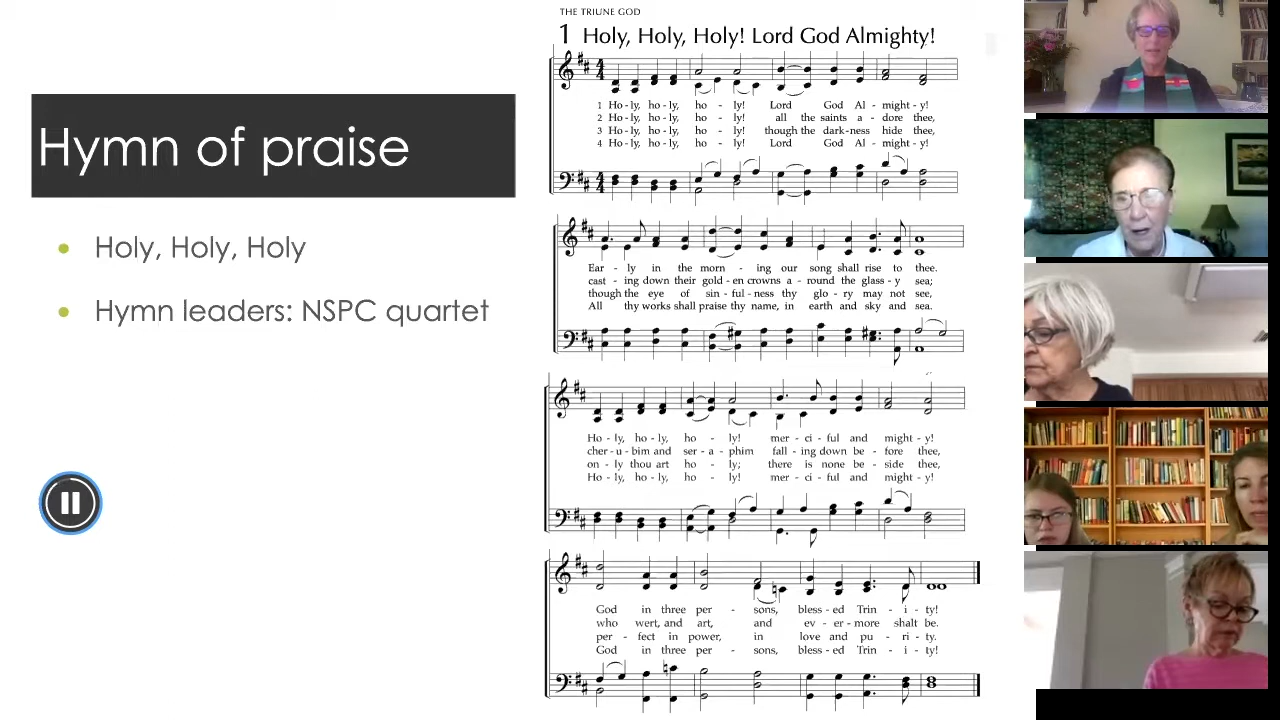 Hymn of praise
Holy, Holy, Holy
Hymn leaders: NSPC quartet
THE TRIUNE GOD
1 Holy, Holy, Holy! Lord God Almighty!
1 Ho - ly, ho - ly, ho - ly! Lord God Al - might - y!
2 Ho - ly, ho - ly, ho - ly! all the saints a - dore thee,
3 Ho - ly, ho - ly, ho - ly! though the dark - ness hide thee,
4 Ho - ly, ho - ly, ho - ly! Lord God Al - might - y!
Ear - ly in the morn - ing our song shall rise to thee.
cast - ing down their gold - en crowns a - round the glass - y sea;
though the eye of sin - ful - ness thy glo - ry may not see,
All thy works shall praise thy name, in earth and sky and sea.
Ho - ly, ho - ly, ho - ly! mer - ci - ful and might - y!
cher - u - bim and ser - a - phim fall - ing down be - fore thee,
on - ly thou art ho - ly; there is none be - side thee,
Ho - ly, ho - ly, ho - ly! mer - ci - ful and might - y!
God in three per - sons, bless - ed Trin - i - ty!
who wert, and art, and ev - er - more shalt be.
per - fect in power, in love and pu - ri - ty.
God in three per - sons, bless - ed Trin - i - ty!